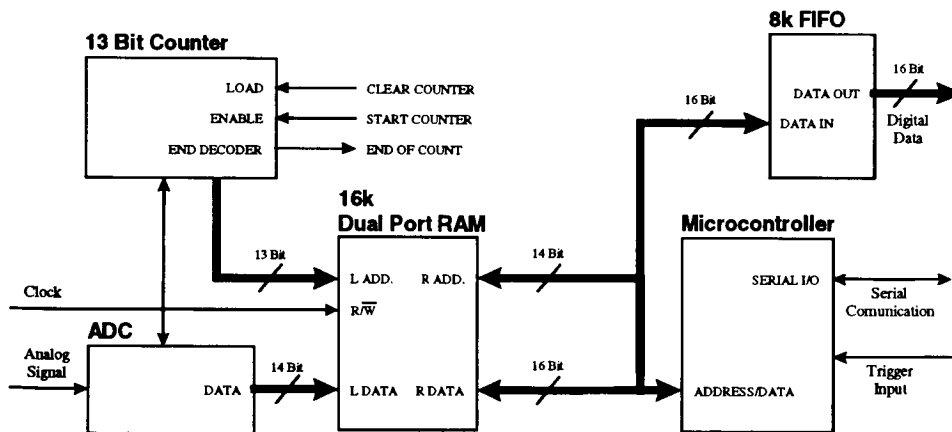 8k FIFO
13 Bit Counter
LOAD
CLEAR COUNTER
ENABLE
START COUNTER
END DECODER
END OF COUNT
16 Bit
DATA OUT
DATA IN
16 Bit
Digital
Data
16k
Dual Port RAM
Microcontroller
13 Bit
L ADD.
R ADD.
14 Bit
SERIAL I/O
Serial
Comunication
Clock
R/W̅
ADC
Analog
Signal
DATA
14 Bit
L DATA
R DATA
16 Bit
ADDRESS/DATA
Trigger
Input